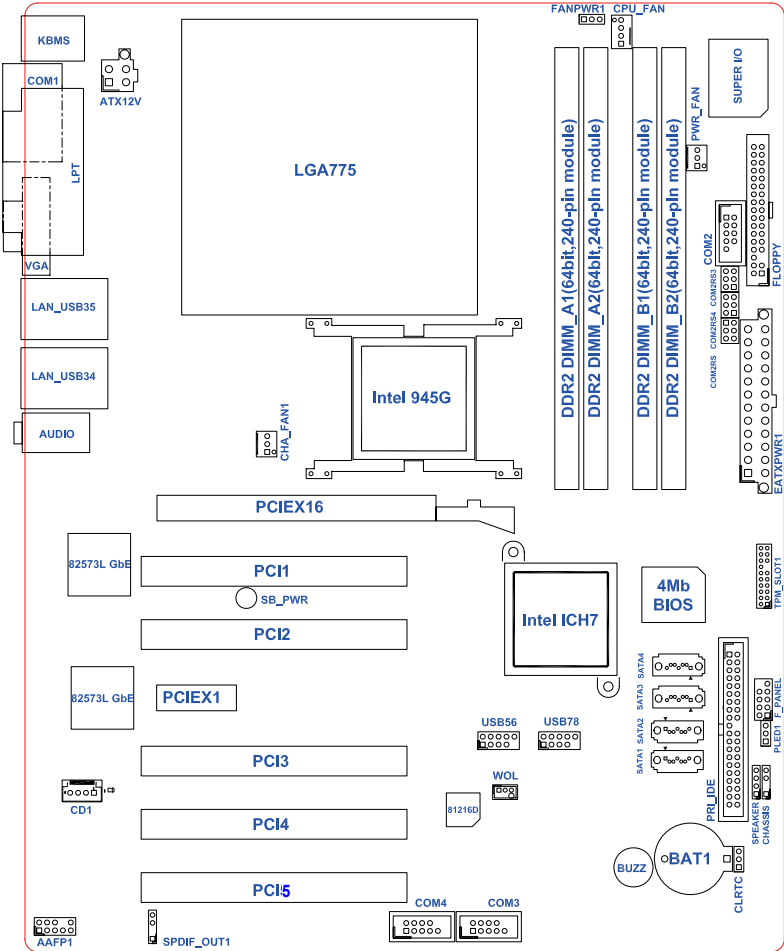 FANPWR1 CPU_FAN
KBMS
COM1
ATX12V
SUPER I/O
PWR_FAN
LPT
LGA775
DDR2 DIMM_A1(64bit,240-pin module)
DDR2 DIMM_A2(64bit,240-pin module)
DDR2 DIMM_B1(64bit,240-pin module)
DDR2 DIMM_B2(64bit,240-pin module)
COM2
FLOPPY
VGA
COM2RS3
LAN_USB35
COM2RS4
COM2RS
LAN_USB34
Intel 945G
AUDIO
CHA_FAN1
EATXPWR1
PCIEX16
82573L GbE
PCI1
SB_PWR
4Mb
BIOS
TPM_SLOT1
Intel ICH7
PCI2
SATA4
SATA3
SATA2
SATA1
82573L GbE
PCIEX1
F_PANEL
PLED1
USB56
USB78
PCI3
WOL
PRI_IDE
CD1
81216D
SPEAKER
CHASSIS
PCI4
BUZZ
BAT1
CLRTC
PCI5
COM4
COM3
AAFP1
SPDIF_OUT1